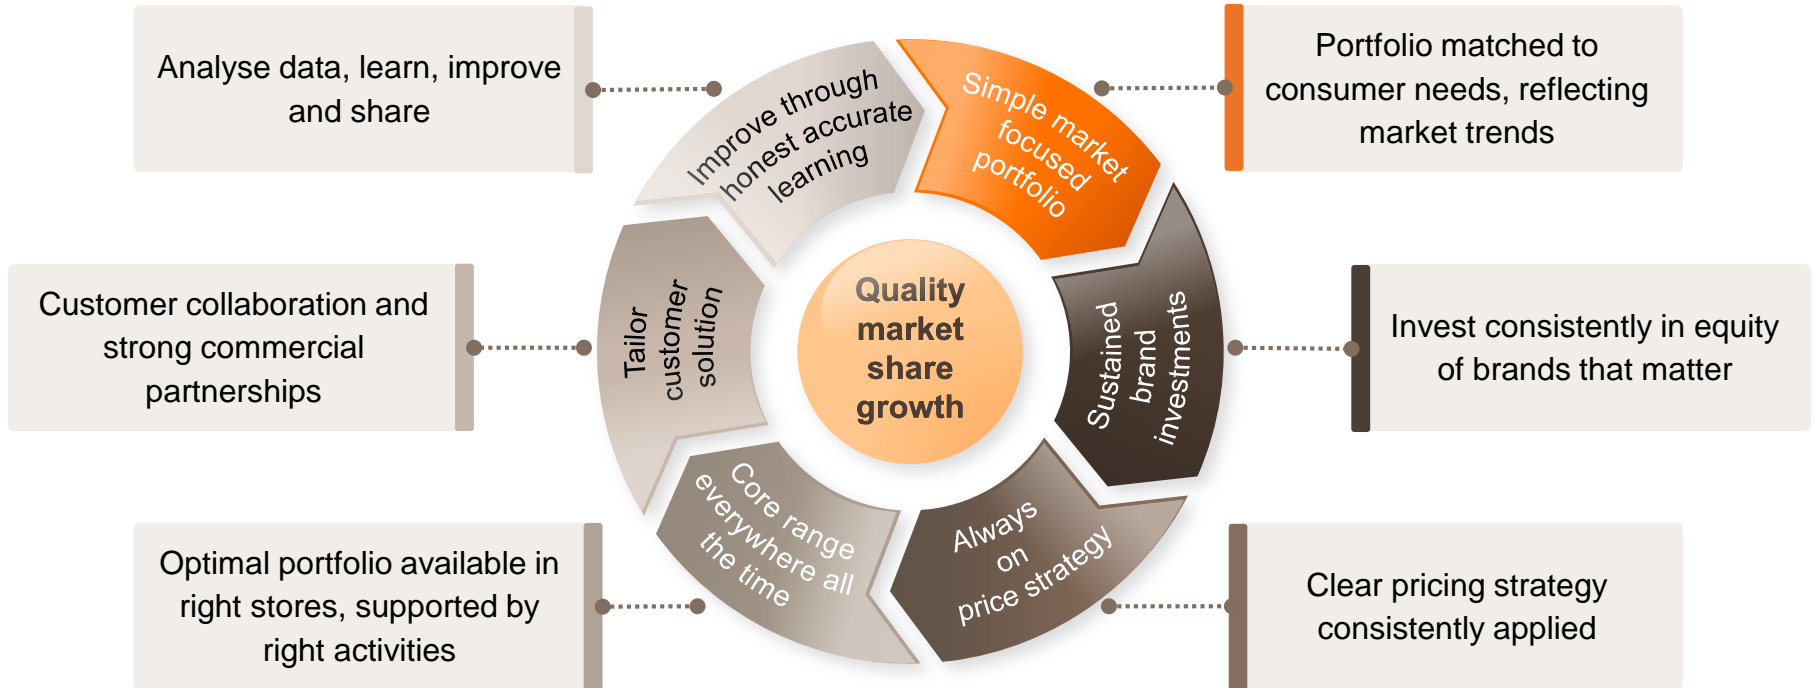 Analyse data, learn, improve
and share
Improve through
honest accurate
learning
Simple market
focused
portfolio
Portfolio matched to
consumer needs, reflecting
market trends
Customer collaboration and
strong commercial
partnerships
Tailor
customer
solution
Quality
market
share
growth
Sustained
brand
investments
Invest consistently in equity
of brands that matter
Optimal portfolio available in
right stores, supported by
right activities
Core range
everywhere all
the time
Always
on
price strategy
Clear pricing strategy
consistently applied